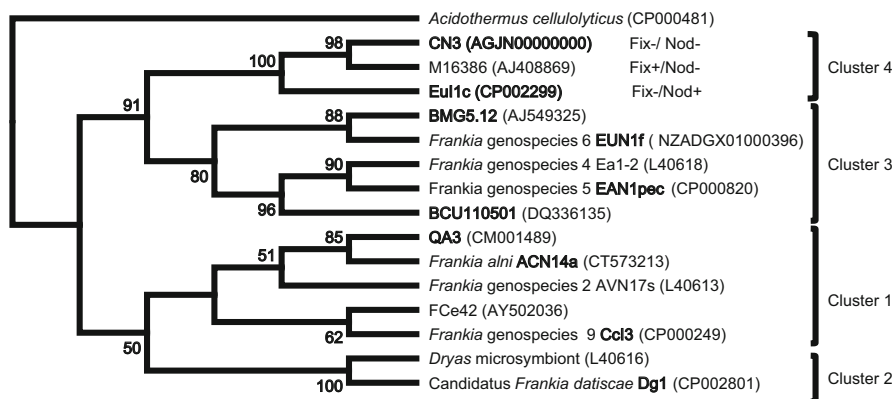 Acidothermus cellulolyticus (CP000481)
98 CN3 (AGJN00000000) Fix-/ Nod-
100 M16386 (AJ408869) Fix+/Nod- Cluster 4
EuI1c (CP002299) Fix-/Nod+
91
88 BMG5.12 (AJ549325)
Frankia genospecies 6 EUN1f ( NZADGX01000396)
90 Frankia genospecies 4 Ea1-2 (L40618) Cluster 3
80 Frankia genospecies 5 EAN1pec (CP000820)
96 BCU110501 (DQ336135)
85 QA3 (CM001489)
51 Frankia alni ACN14a (CT573213)
Frankia genospecies 2 AVN17s (L40613)
FCe42 (AY502036) Cluster 1
62 Frankia genospecies 9 CcI3 (CP000249)
50 Dryas microsymbiont (L40616)
100 Candidatus Frankia datiscae Dg1 (CP002801) Cluster 2